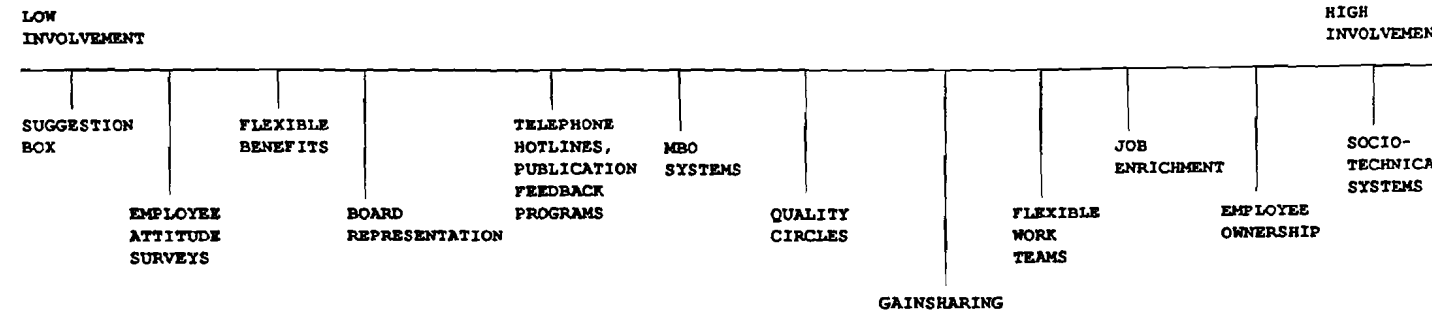 LOW
INVOLVEMENT
HIGH
INVOLVEMEN
SUGGESTION
BOX
EMPLOYEE
ATTITUDE
SURVEYS
FLEXIBLE
BENEFITS
BOARD
REPRESENTATION
TELEPHONE
HOTLINES,
PUBLICATION
FEEDBACK
PROGRAMS
MBO
SYSTEMS
QUALITY
CIRCLES
GAINSHARING
FLEXIBLE
WORK
TEAMS
JOB
ENRICHMENT
EMPLOYEE
OWNERSHIP
SOCIO-
TECHNICA
SYSTEMS